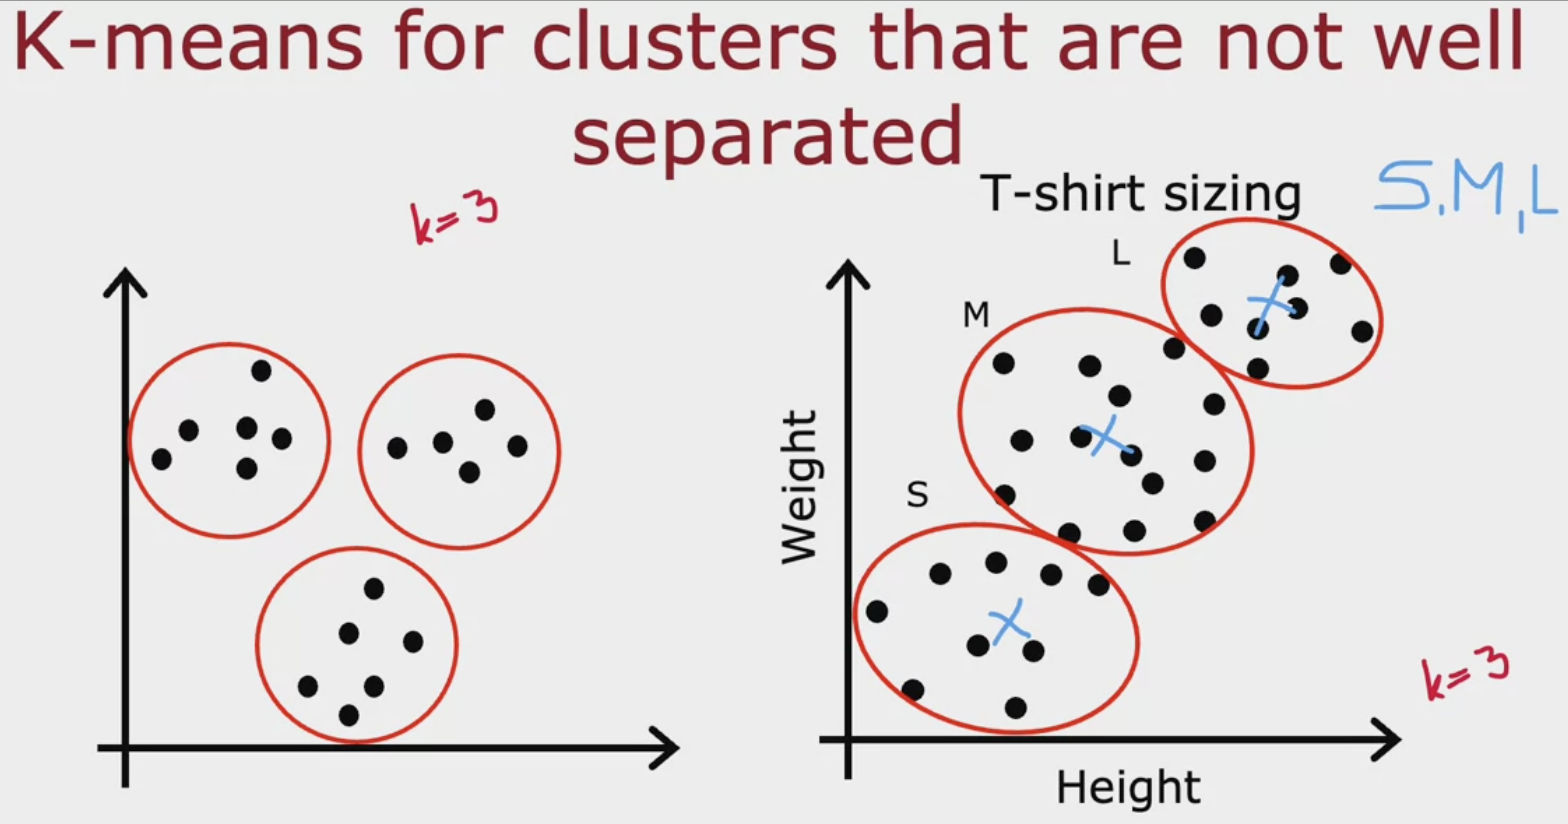 K-means for clusters that are not well
separated
k=3
T-shirt sizing
S,M,L
L
M
S
Weight
Height
k=3